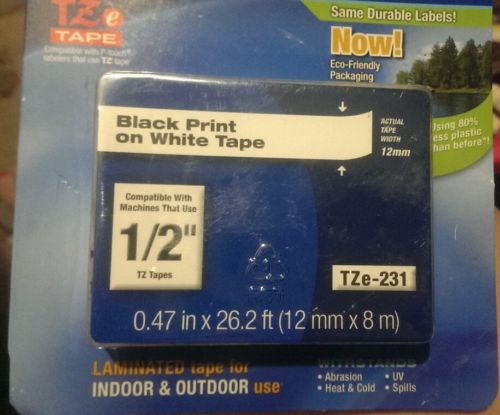 TZe
TAPE
Compatible with P-touch
labelers that use TZ tape
Same Durable Labels!
Now!
Eco-Friendly
Packaging
Using 80%
less plastic
than before*!
Black Print
on White Tape
ACTUAL
TAPE
WIDTH
12mm
Compatible With
Machines That Use
1/2"
TZ Tapes
TZe-231
0.47 in x 26.2 ft (12 mm x 8 m)
LAMINATED tape for
INDOOR & OUTDOOR use
WITHSTANDS
• Abrasion • UV
• Heat & Cold • Spills